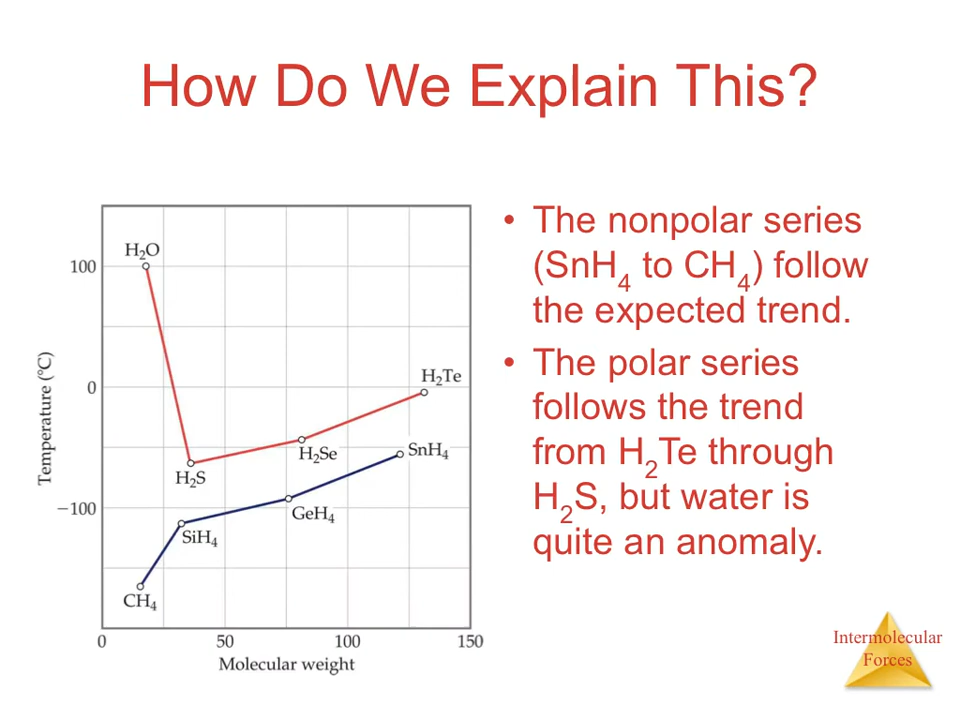 How Do We Explain This?
H₂O
100
0
−100
Temperature (°C)
H₂Te
H₂Se
SnH₄
H₂S
GeH₄
SiH₄
CH₄
0 50 100 150
Molecular weight
• The nonpolar series
(SnH₄ to CH₄) follow
the expected trend.
• The polar series
follows the trend
from H₂Te through
H₂S, but water is
quite an anomaly.
Intermolecular
Forces